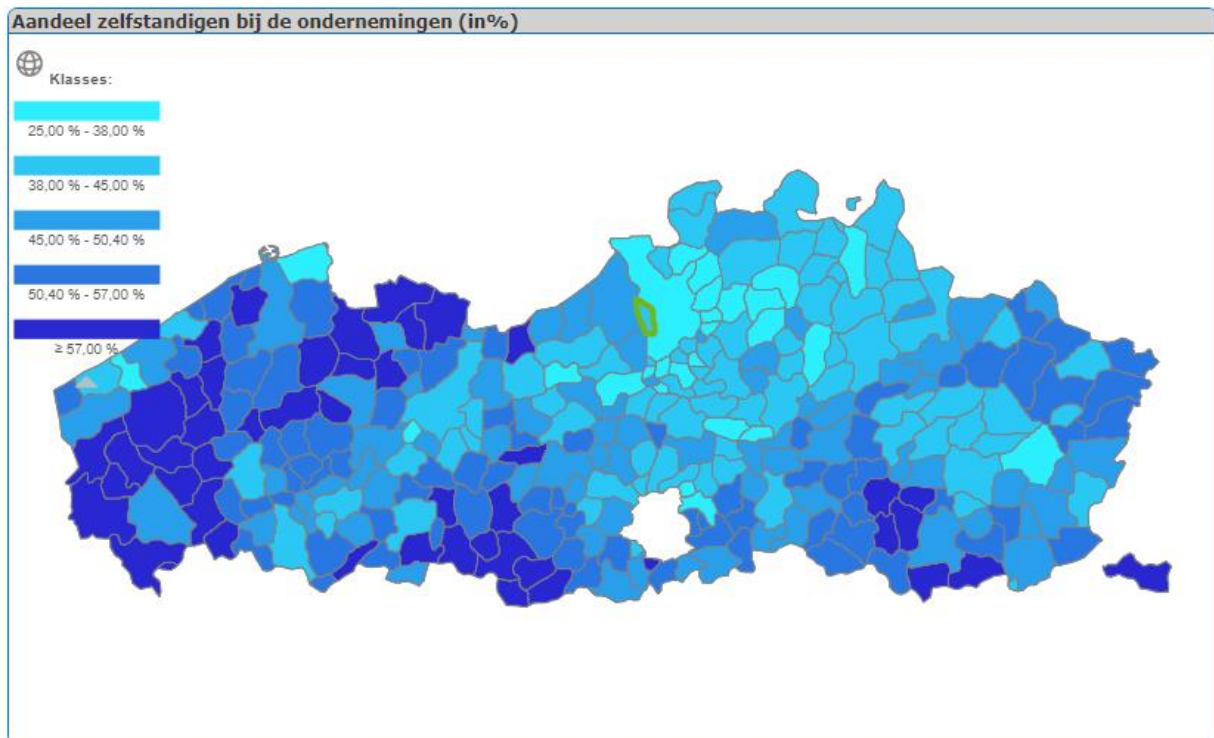 Aandeel zelfstandigen bij de ondernemingen (in%)
Klasses:
25,00 % - 38,00 %
38,00 % - 45,00 %
45,00 % - 50,40 %
50,40 % - 57,00 %
≥ 57,00 %